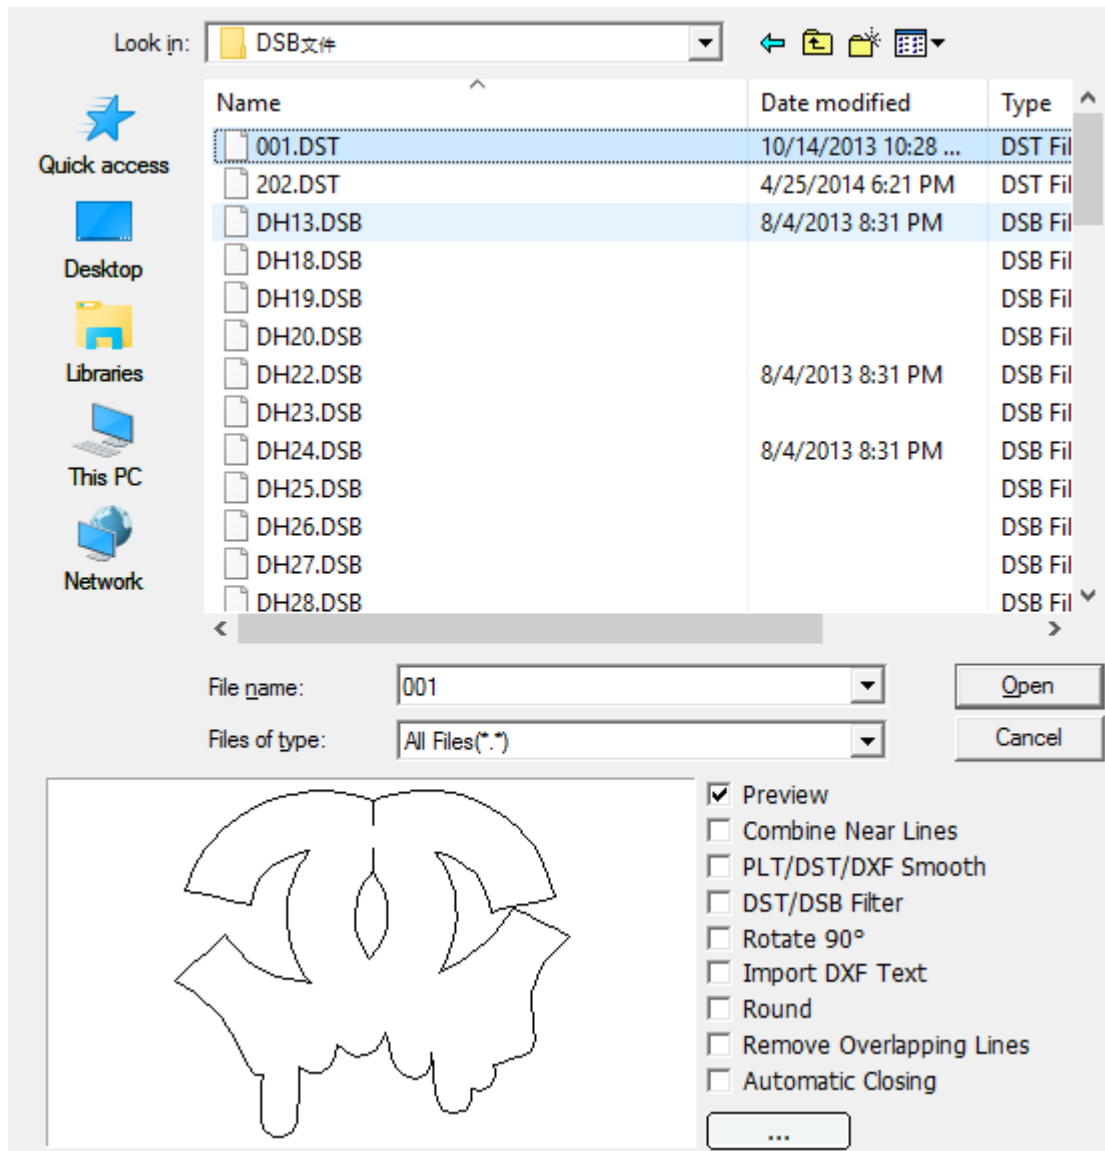 Look in: DSB文件
Name Date modified Type
Quick access
Desktop
Libraries
This PC
Network
001.DST 10/14/2013 10:28 ... DST Fil
202.DST 4/25/2014 6:21 PM DST Fil
DH13.DSB 8/4/2013 8:31 PM DSB Fil
DH18.DSB DSB Fil
DH19.DSB DSB Fil
DH20.DSB DSB Fil
DH22.DSB 8/4/2013 8:31 PM DSB Fil
DH23.DSB DSB Fil
DH24.DSB 8/4/2013 8:31 PM DSB Fil
DH25.DSB DSB Fil
DH26.DSB DSB Fil
DH27.DSB DSB Fil
DH28.DSB DSB Fil
File name: 001 Open
Files of type: All Files(*.*) Cancel
Preview
Combine Near Lines
PLT/DST/DXF Smooth
DST/DSB Filter
Rotate 90°
Import DXF Text
Round
Remove Overlapping Lines
Automatic Closing
...